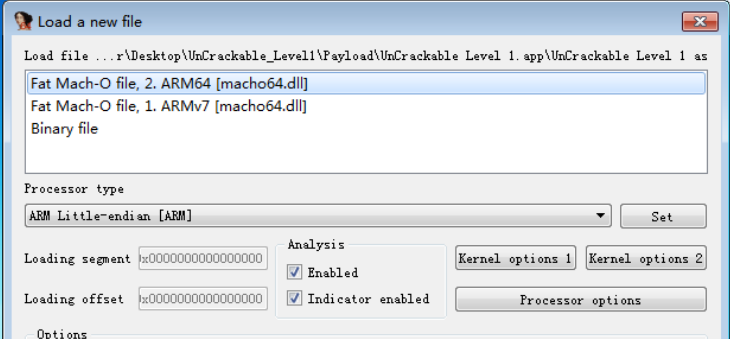 Load a new file
Load file ...r\Desktop\UnCrackable_Level1\Payload\UnCrackable Level 1.app\UnCrackable Level 1 as
Fat Mach-O file, 2. ARM64 [macho64.dll]
Fat Mach-O file, 1. ARMv7 [macho64.dll]
Binary file
Processor type
ARM Little-endian [ARM]
Set
Analysis
Loading segment
x0000000000000000
Enabled
Kernel options 1
Kernel options 2
Loading offset
x0000000000000000
Indicator enabled
Processor options
Options